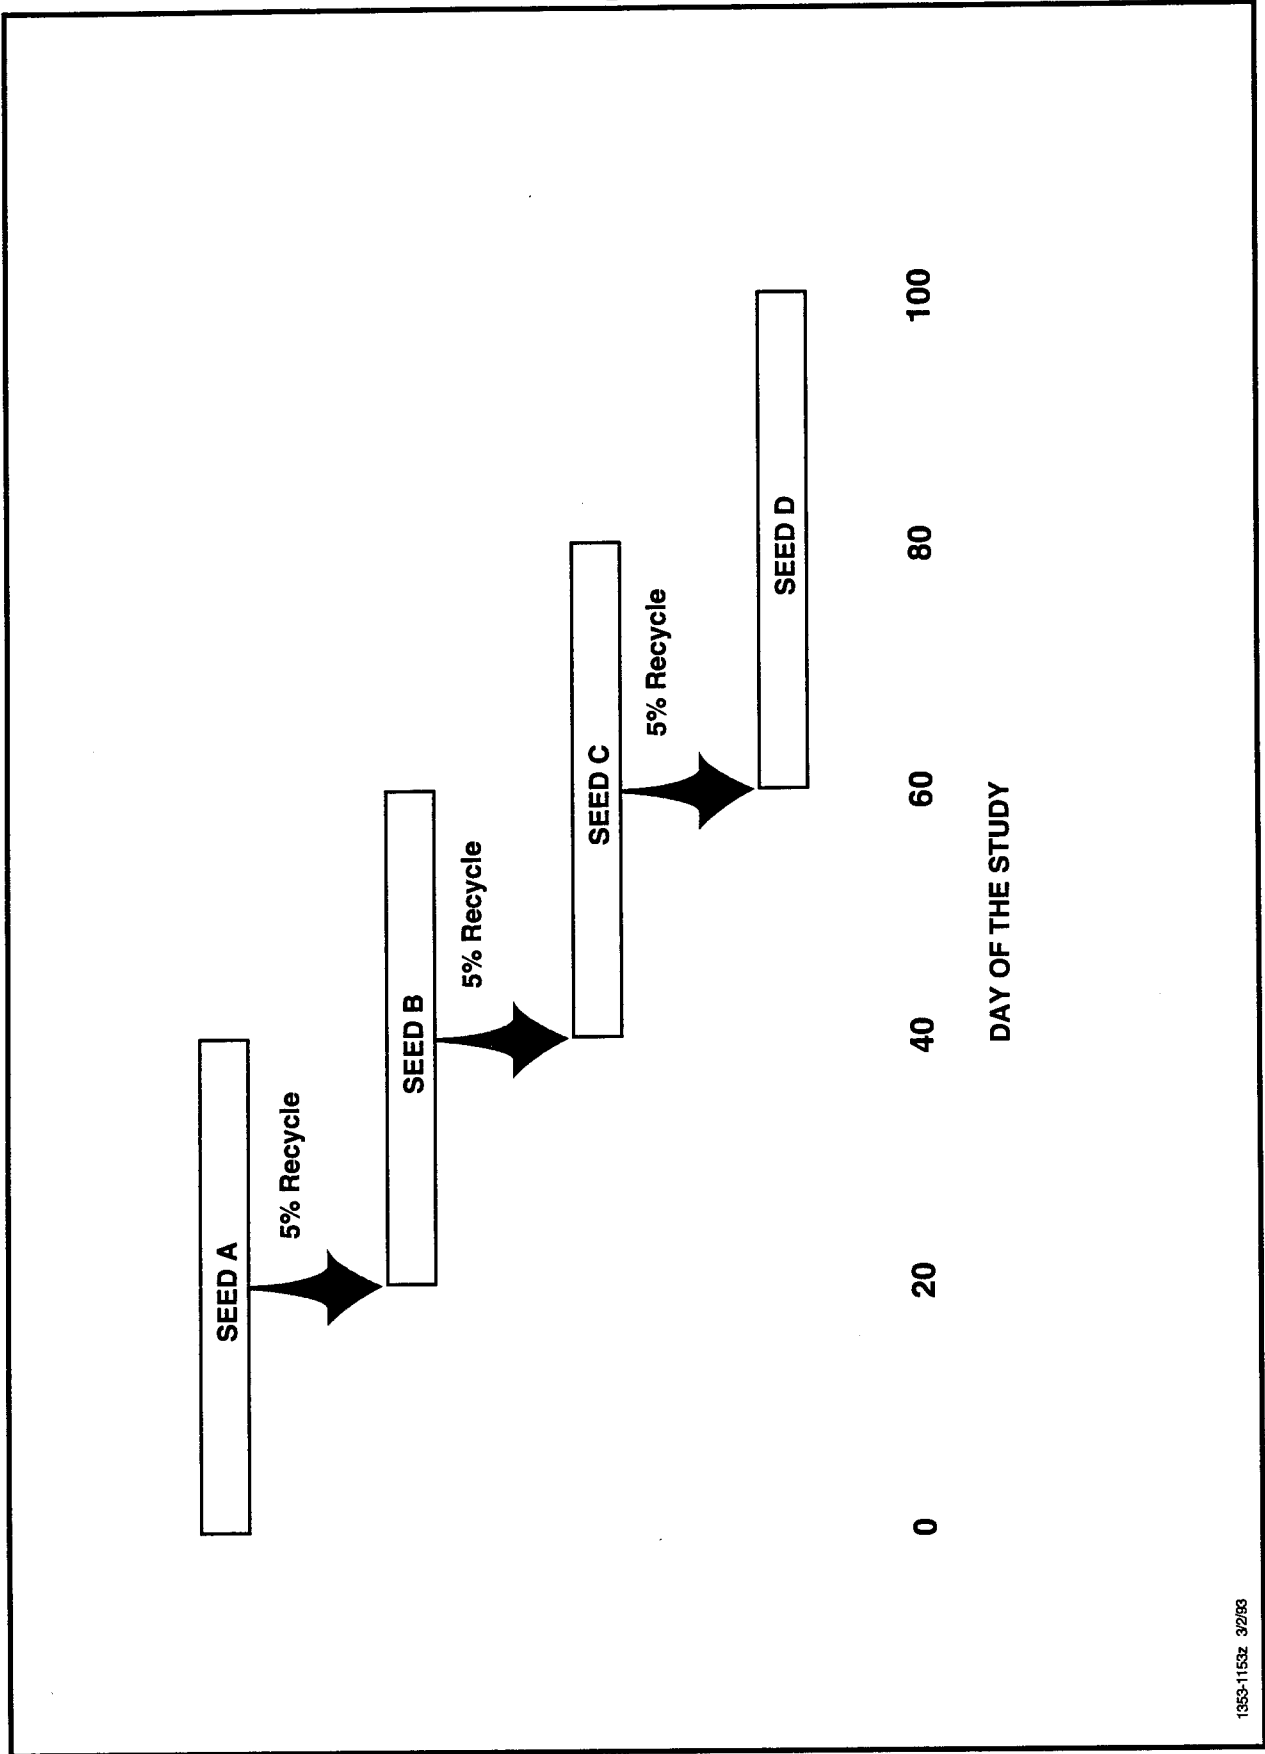 SEED A
5% Recycle
SEED B
5% Recycle
SEED C
5% Recycle
SEED D
0 20 40 60 80 100
DAY OF THE STUDY
1353-1153z 3/2/93